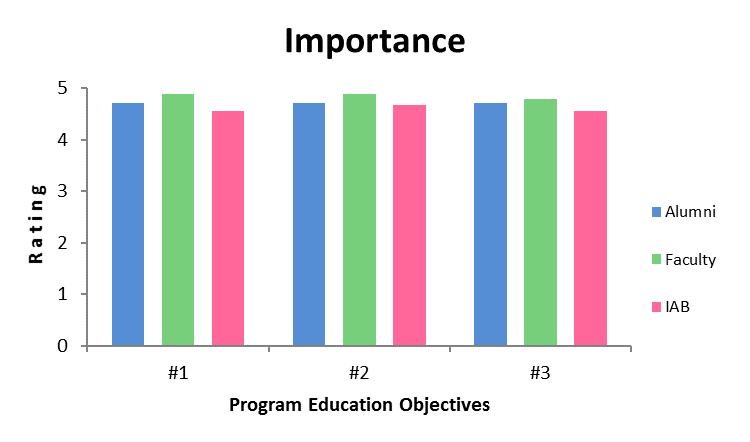 Importance
5
4
3
2
1
0
Rating
#1 #2 #3
Program Education Objectives
Alumni
Faculty
IAB